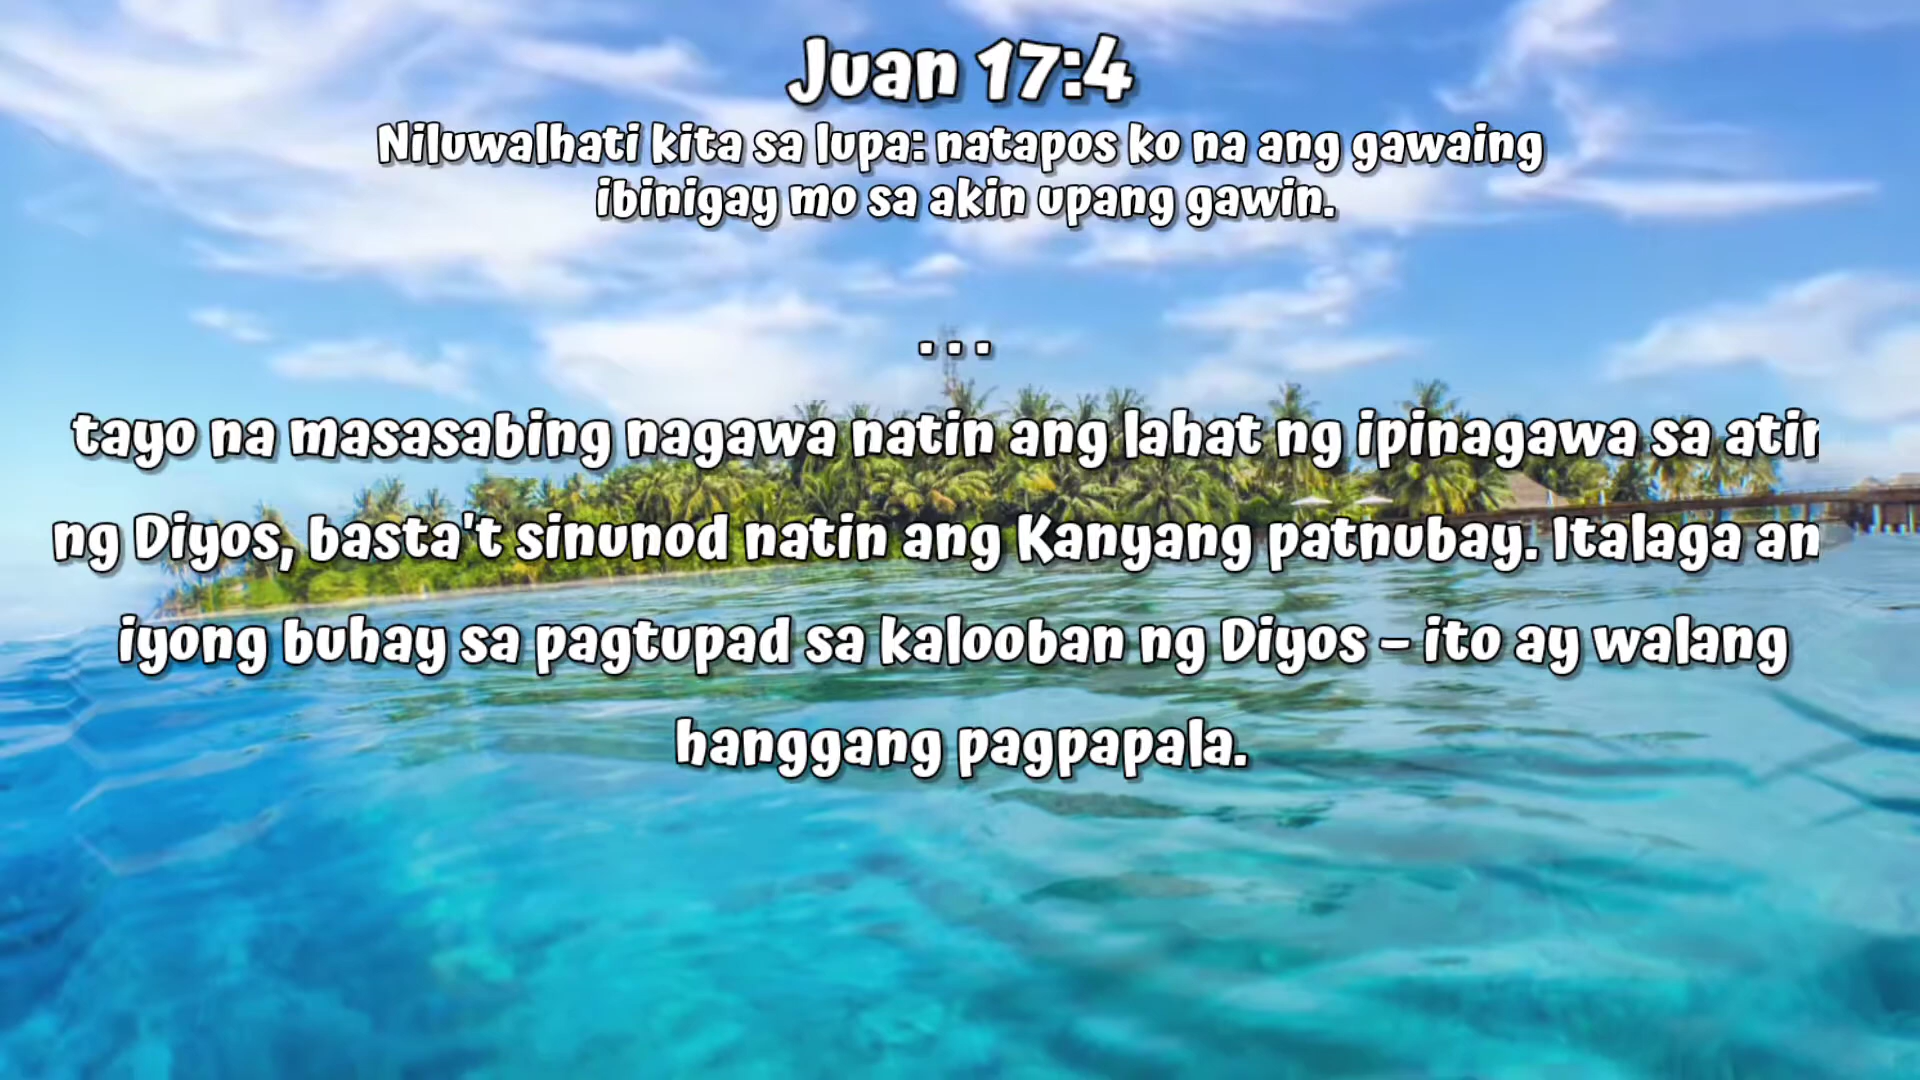 Juan 17:4
Niluwalhati kita sa lupa: natapos ko na ang gawaing
ibinigay mo sa akin upang gawin.
...
tayo na masasabing nagawa natin ang lahat ng ipinagawa sa
ng Diyos, basta't sinunod natin ang Kanyang patnubay. Italaga
iyong buhay sa pagtupad sa kalooban ng Diyos – ito ay walang
hanggang pagpapala.